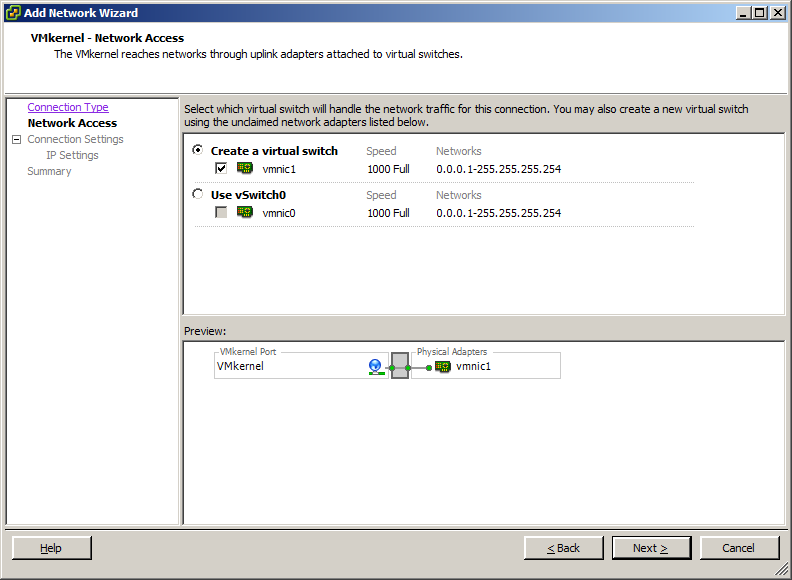 Add Network Wizard
VMkernel - Network Access
The VMkernel reaches networks through uplink adapters attached to virtual switches.
Connection Type
Network Access
Connection Settings
IP Settings
Summary
Select which virtual switch will handle the network traffic for this connection. You may also create a new virtual switch
using the unclaimed network adapters listed below.
Create a virtual switch Speed Networks
vmnic1 1000 Full 0.0.0.1-255.255.255.254
Use vSwitch0 Speed Networks
vmnic0 1000 Full 0.0.0.1-255.255.255.254
Preview:
VMkernel Port Physical Adapters
VMkernel vmnic1
Help < Back Next > Cancel